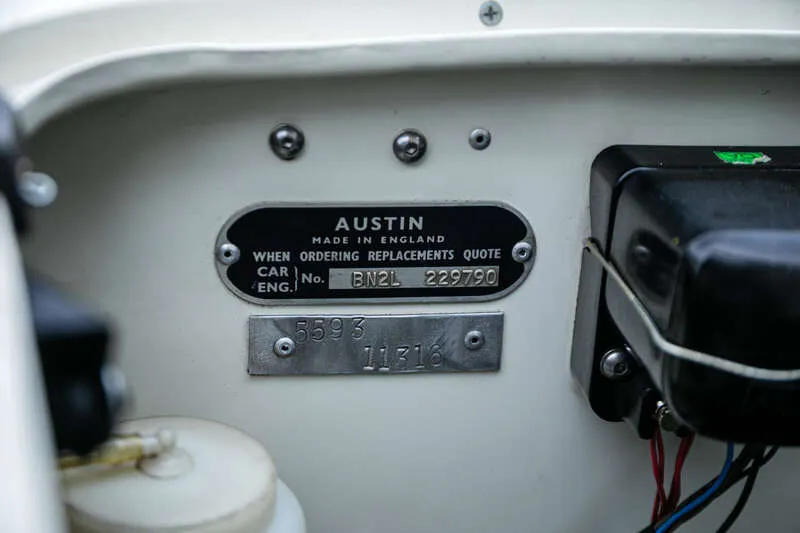 AUSTIN
MADE IN ENGLAND
WHEN ORDERING REPLACEMENTS QUOTE
CAR
ENG. } No. BN2L 229790
5593
11316